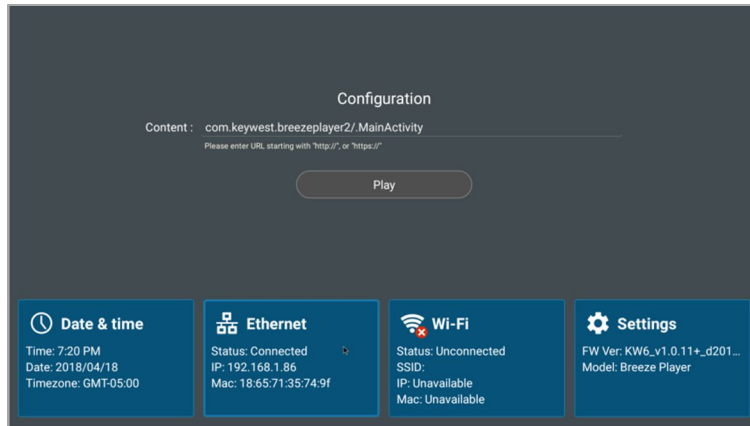 Configuration
Content : com.keywest.breezeplayer2/.MainActivity
Please enter URL starting with "http://", or "https://"
Play
Date & time
Time: 7:20 PM
Date: 2018/04/18
Timezone: GMT-05:00
Ethernet
Status: Connected
IP: 192.168.1.86
Mac: 18:65:71:35:74:9f
Wi-Fi
Status: Unconnected
SSID:
IP: Unavailable
Mac: Unavailable
Settings
FW Ver: KW6_v1.0.11+_d201...
Model: Breeze Player